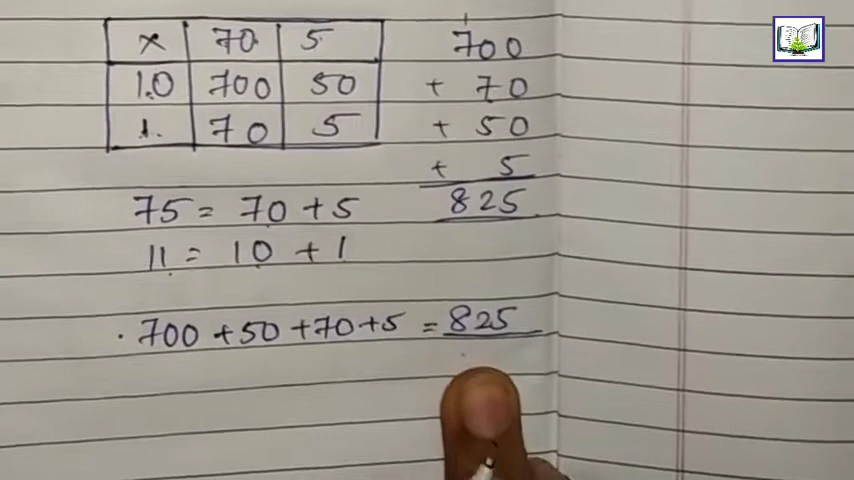 × 70 5
10 700 50
1 70 5
1
700
+ 70
+ 50
+ 5
825
75 = 70 + 5
11 = 10 + 1
700 + 50 + 70 + 5 = 825